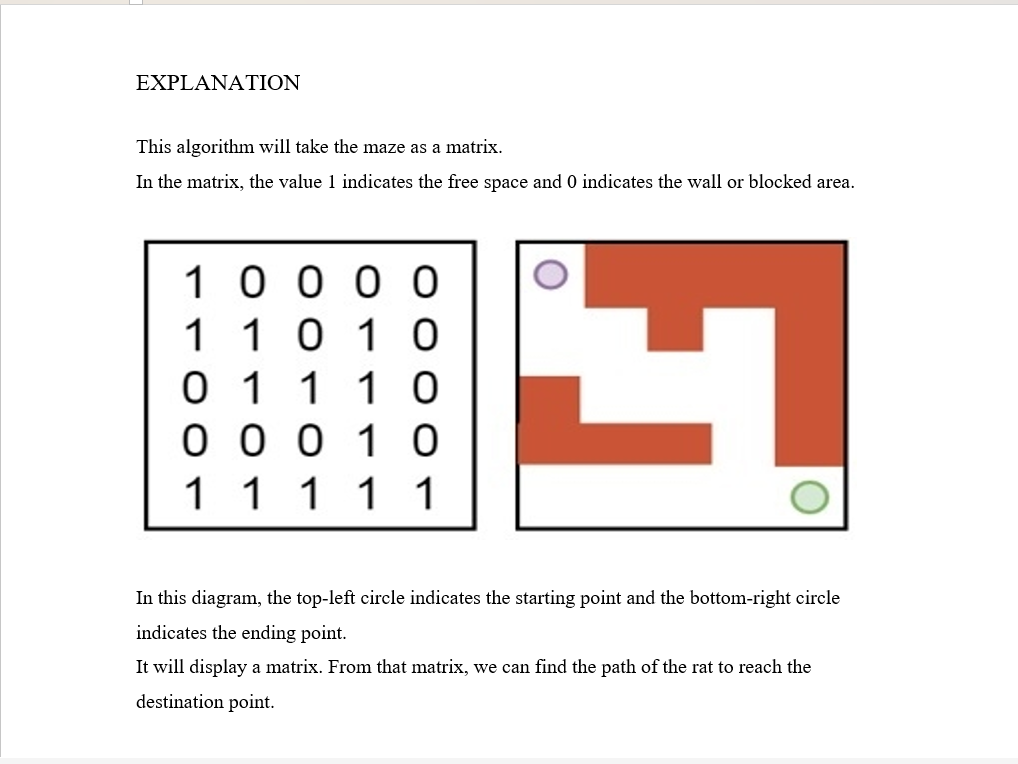 EXPLANATION
This algorithm will take the maze as a matrix.
In the matrix, the value 1 indicates the free space and 0 indicates the wall or blocked area.
1 0 0 0 0
1 1 0 1 0
0 1 1 1 0
0 0 0 1 0
1 1 1 1 1
In this diagram, the top-left circle indicates the starting point and the bottom-right circle
indicates the ending point.
It will display a matrix. From that matrix, we can find the path of the rat to reach the
destination point.